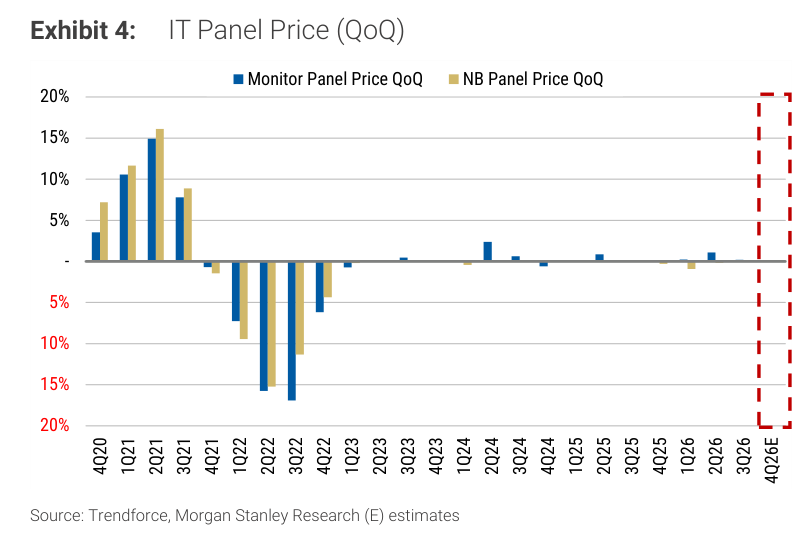 Exhibit 4: IT Panel Price (QoQ)
Monitor Panel Price QoQ NB Panel Price QoQ
20%
15%
10%
5%
-
5%
10%
15%
20%
4Q20 1Q21 2Q21 3Q21 4Q21 1Q22 2Q22 3Q22 4Q22 1Q23 2Q23 3Q23 4Q23 1Q24 2Q24 3Q24 4Q24 1Q25 2Q25 3Q25 4Q25 1Q26 2Q26 3Q26 4Q26E
Source: Trendforce, Morgan Stanley Research (E) estimates